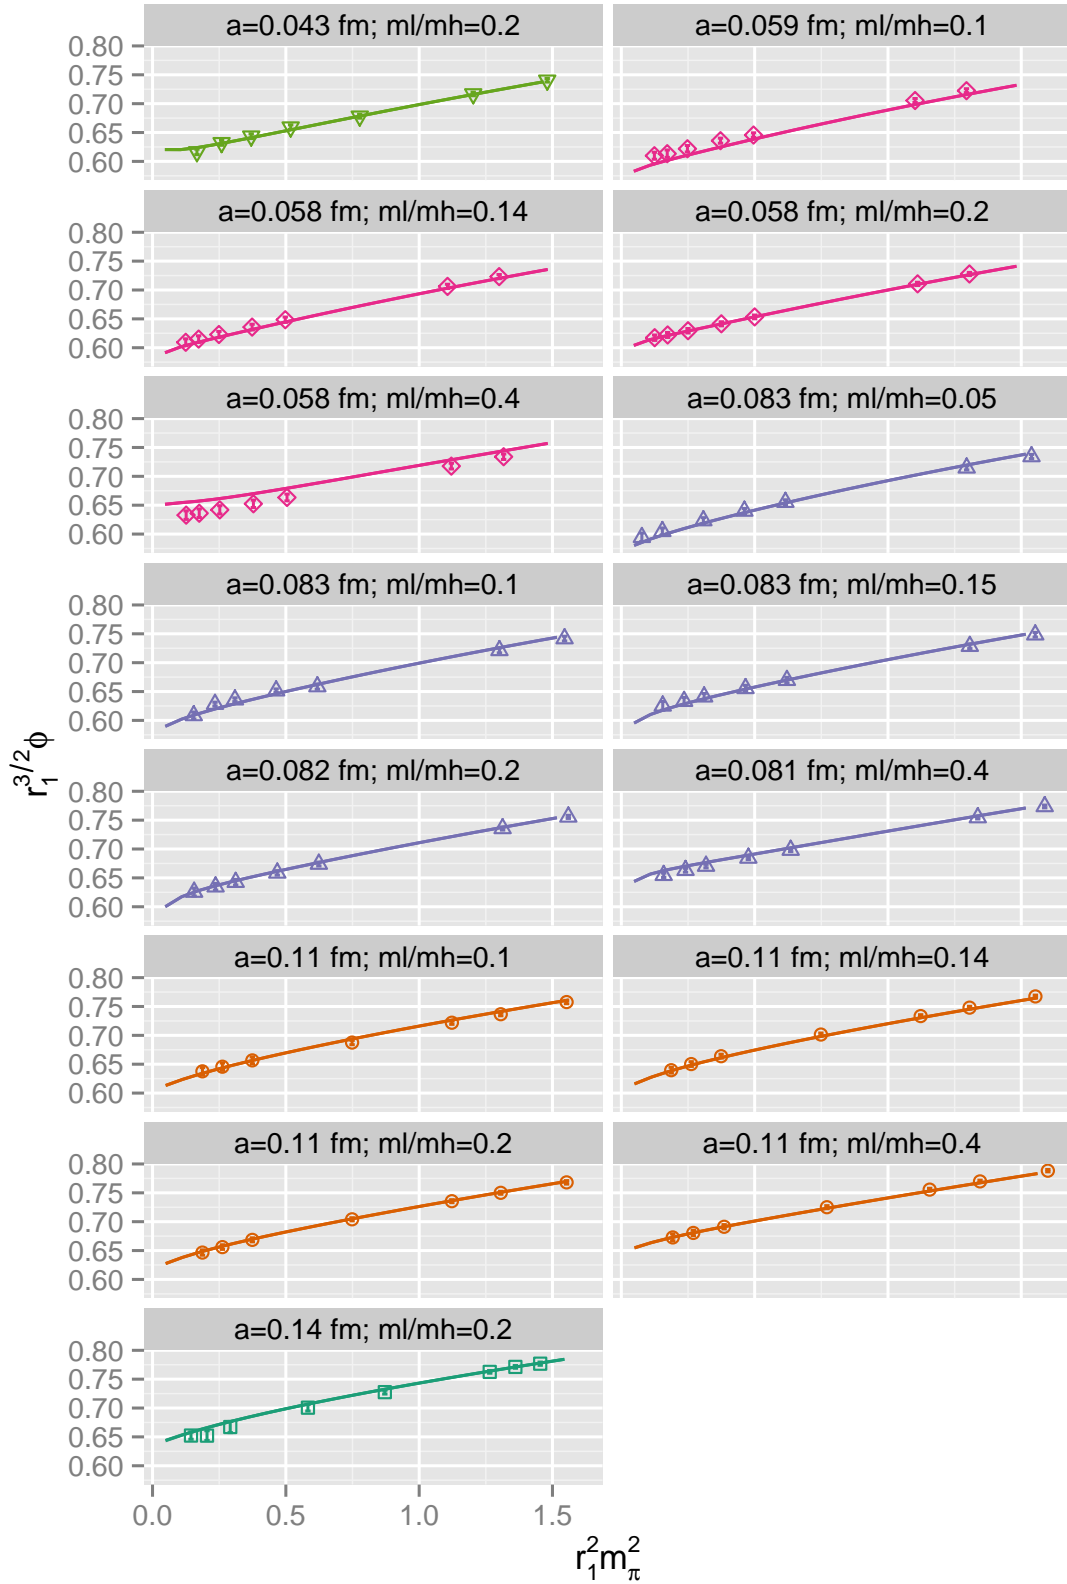 a=0.043 fm; ml/mh=0.2
a=0.059 fm; ml/mh=0.1
0.80
0.75
0.70
0.65
0.60
a=0.058 fm; ml/mh=0.14
a=0.058 fm; ml/mh=0.2
0.80
0.75
0.70
0.65
0.60
a=0.058 fm; ml/mh=0.4
a=0.083 fm; ml/mh=0.05
0.80
0.75
0.70
0.65
0.60
a=0.083 fm; ml/mh=0.1
a=0.083 fm; ml/mh=0.15
0.80
0.75
0.70
0.65
0.60
r₁^{3/2}ϕ
a=0.082 fm; ml/mh=0.2
a=0.081 fm; ml/mh=0.4
0.80
0.75
0.70
0.65
0.60
a=0.11 fm; ml/mh=0.1
a=0.11 fm; ml/mh=0.14
0.80
0.75
0.70
0.65
0.60
a=0.11 fm; ml/mh=0.2
a=0.11 fm; ml/mh=0.4
0.80
0.75
0.70
0.65
0.60
a=0.14 fm; ml/mh=0.2
0.80
0.75
0.70
0.65
0.60
0.0 0.5 1.0 1.5
r₁²m_π²